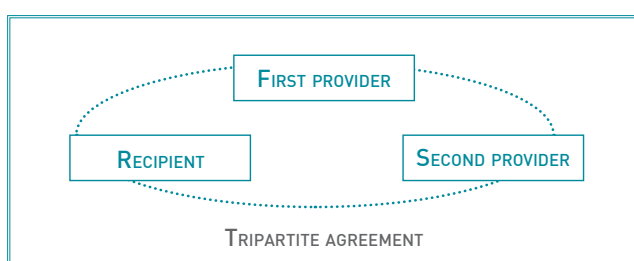 First provider
Recipient
Second provider
Tripartite agreement